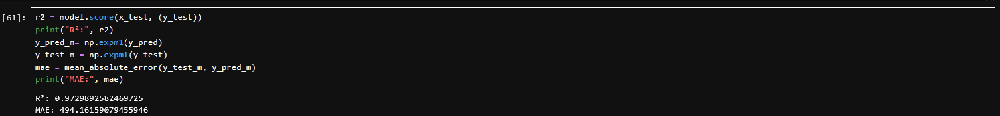 [61]: r2 = model.score(x_test, (y_test))
print("R²:", r2)
y_pred_m= np.expm1(y_pred)
y_test_m = np.expm1(y_test)
mae = mean_absolute_error(y_test_m, y_pred_m)
print("MAE:", mae)
R²: 0.9729892582469725
MAE: 494.16159079455946